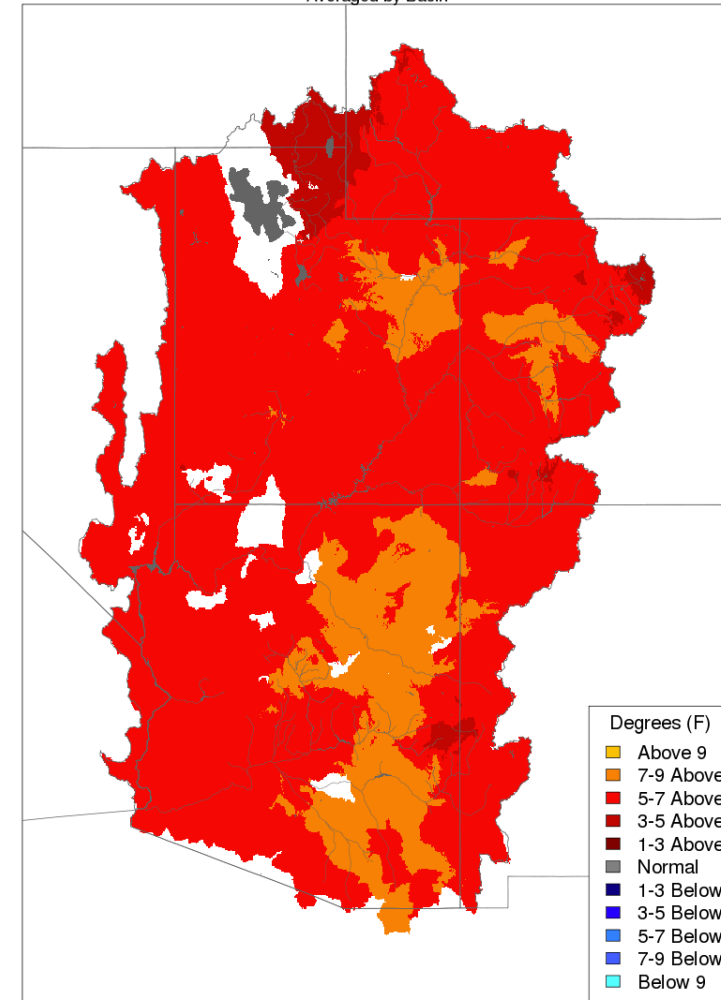 Averaged by Basin
Degrees (F)
Above 9
7-9 Above
5-7 Above
3-5 Above
1-3 Above
Normal
1-3 Below
3-5 Below
5-7 Below
7-9 Below
Below 9